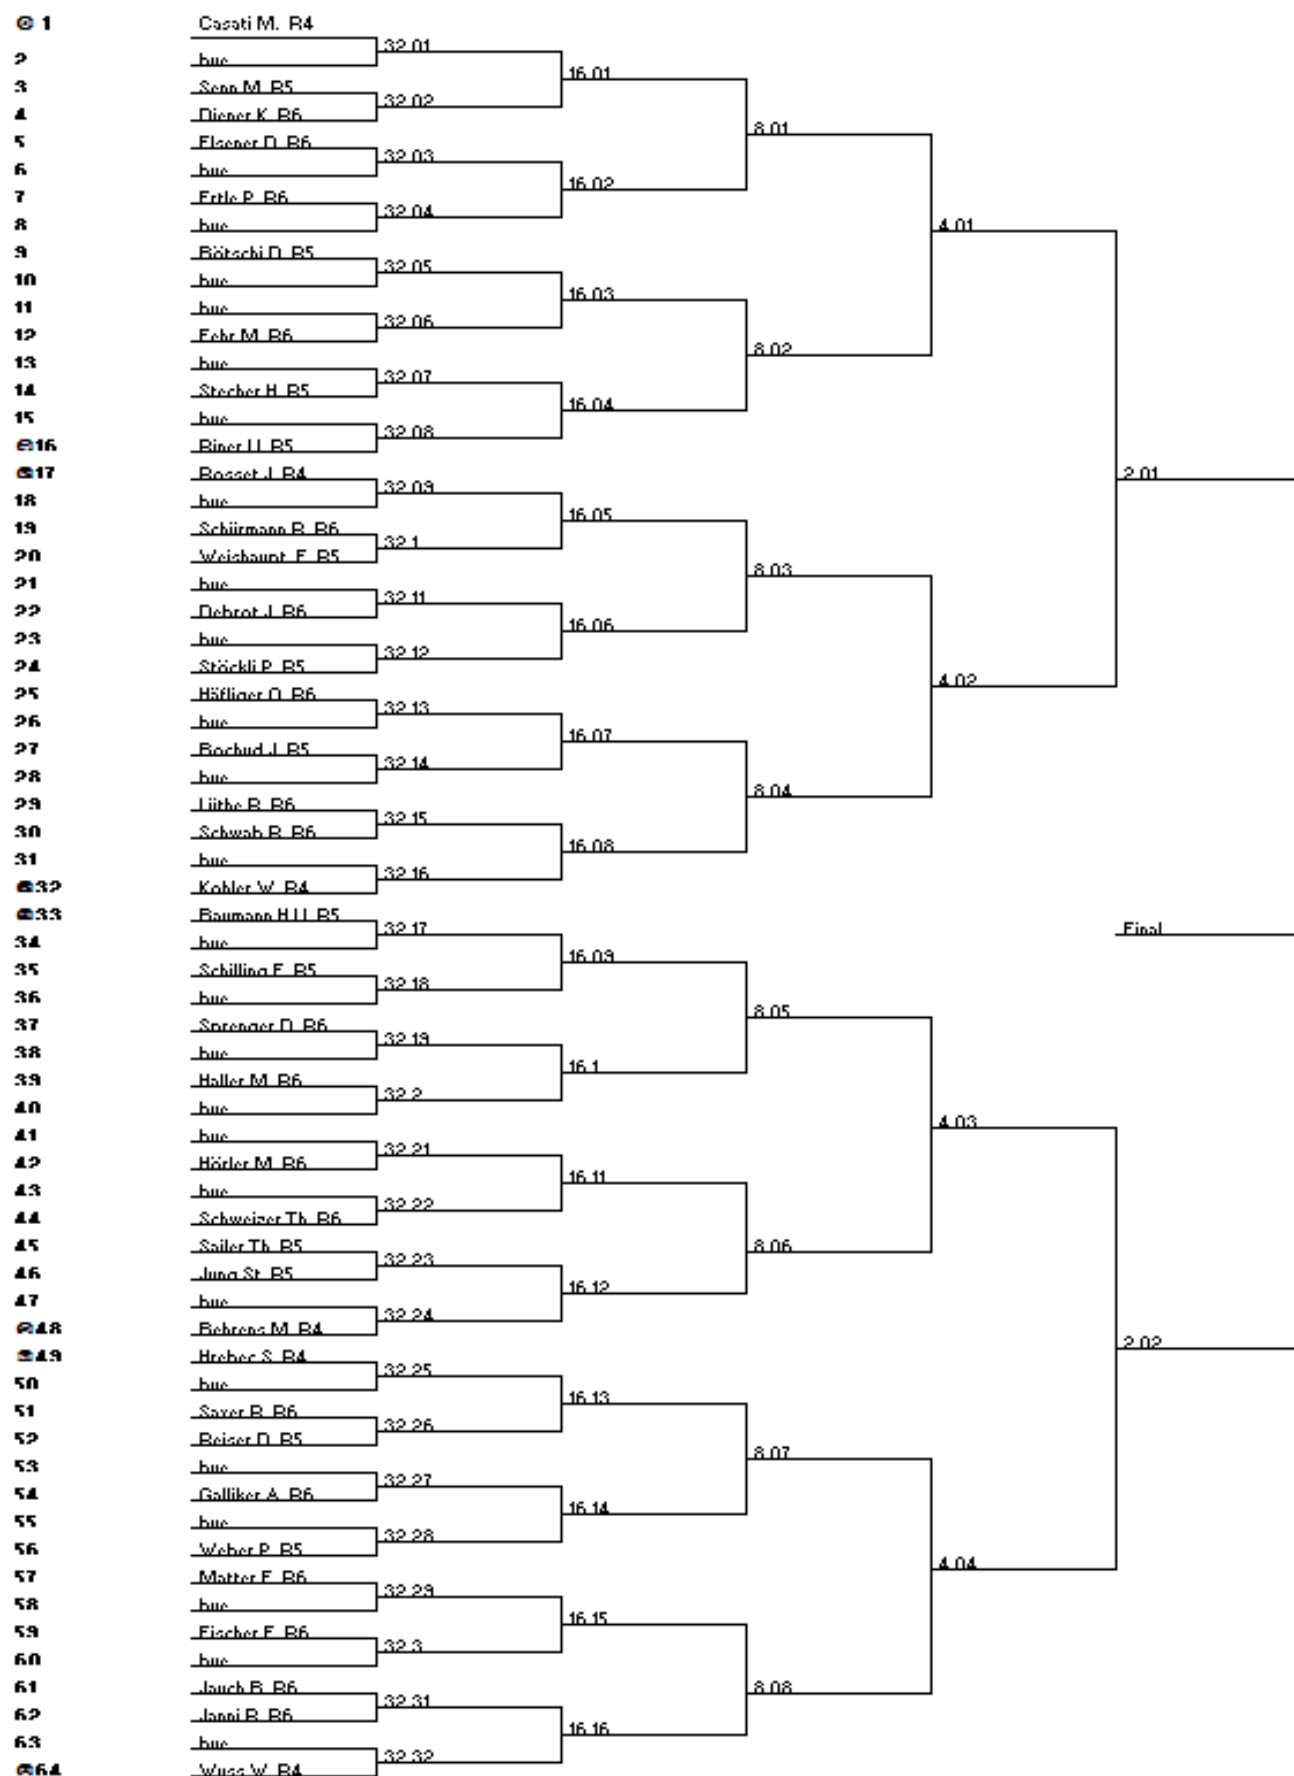 1 Casati M. R4
32.01
2 bye
16.01
3 Senn M. R5
32.02
4 Diener K. R6
8.01
5 Elsener D. R6
32.03
6 bye
16.02
7 Ertle P. R6
32.04
8 bye
4.01
9 Bötschi D. R5
32.05
10 bye
16.03
11 bye
32.06
12 Fehr M. R6
8.02
13 bye
32.07
14 Stecher H. R5
16.04
15 bye
32.08
16 Riner U. R5
17 Rosset J. R4
2.01
32.09
18 bye
16.05
19 Schürmann R. R6
32.1
20 Weishaupt F. R5
8.03
21 bye
32.11
22 Debrot J. R6
16.06
23 bye
32.12
24 Stöckli P. R5
4.02
25 Häfliger O. R6
32.13
26 bye
16.07
27 Bochud J. R5
32.14
28 bye
8.04
29 Lüthe R. R6
32.15
30 Schwab R. R6
16.08
31 bye
32.16
32 Kohler W. R4
33 Baumann H.U. R5
32.17
Final
34 bye
16.09
35 Schilling F. R5
32.18
36 bye
8.05
37 Sprenger D. R6
32.19
38 bye
16.1
39 Haller M. R6
32.2
40 bye
4.03
41 bye
32.21
42 Hörler M. R6
16.11
43 bye
32.22
44 Schweizer Th. R6
8.06
45 Sailer Th. R5
32.23
46 Jung St. R5
16.12
47 bye
32.24
48 Behrens M. R4
2.02
49 Hrebec S. R4
32.25
50 bye
16.13
51 Saxer R. R6
32.26
52 Beiser D. R5
8.07
53 bye
32.27
54 Galliker A. R6
16.14
55 bye
32.28
56 Weber P. R5
4.04
57 Matter F. R6
32.29
58 bye
16.15
59 Fischer F. R6
32.3
60 bye
8.08
61 Jauch B. R6
32.31
62 Janni R. R6
16.16
63 bye
32.32
64 Wyss W. R4